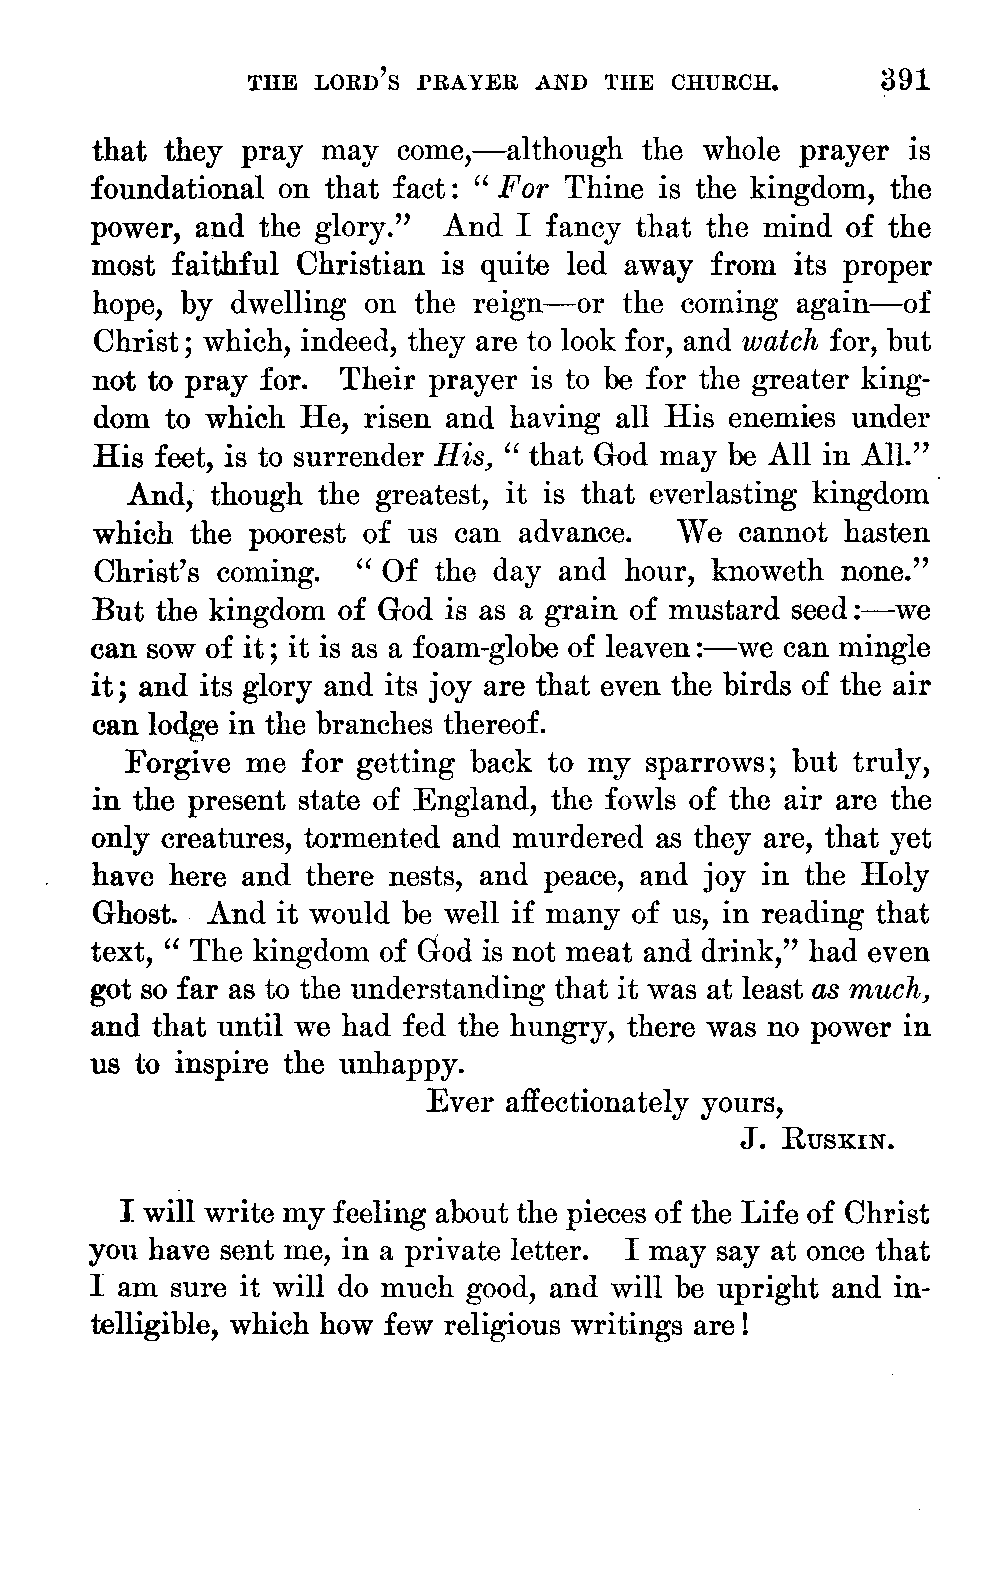 THE LORD'S PRAYER AND THE CHURCH. 391
that they pray may come,—although the whole prayer is
foundational on that fact: “ For Thine is the kingdom, the
power, and the glory.” And I fancy that the mind of the
most faithful Christian is quite led away from its proper
hope, by dwelling on the reign—or the coming again—of
Christ; which, indeed, they are to look for, and watch for, but
not to pray for. Their prayer is to be for the greater king-
dom to which He, risen and having all His enemies under
His feet, is to surrender His, “ that God may be All in All.”
And, though the greatest, it is that everlasting kingdom
which the poorest of us can advance. We cannot hasten
Christ's coming. “ Of the day and hour, knoweth none.”
But the kingdom of God is as a grain of mustard seed:—we
can sow of it; it is as a foam-globe of leaven:—we can mingle
it; and its glory and its joy are that even the birds of the air
can lodge in the branches thereof.
Forgive me for getting back to my sparrows; but truly,
in the present state of England, the fowls of the air are the
only creatures, tormented and murdered as they are, that yet
have here and there nests, and peace, and joy in the Holy
Ghost. And it would be well if many of us, in reading that
text, “ The kingdom of God is not meat and drink,” had even
got so far as to the understanding that it was at least as much,
and that until we had fed the hungry, there was no power in
us to inspire the unhappy.
Ever affectionately yours,
J. RUSKIN.
I will write my feeling about the pieces of the Life of Christ
you have sent me, in a private letter. I may say at once that
I am sure it will do much good, and will be upright and in-
telligible, which how few religious writings are!